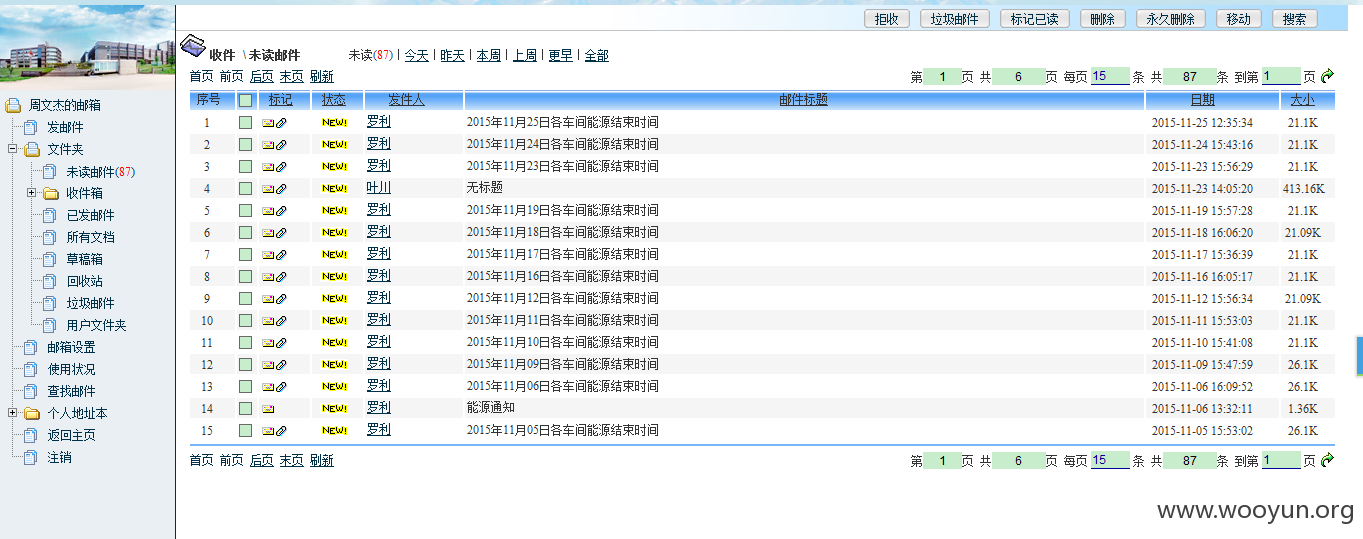 拒收 垃圾邮件 标记已读 删除 永久删除 移动 搜索
收件 \未读邮件 未读(87) | 今天 | 昨天 | 本周 | 上周 | 更早 | 全部
首页 前页 后页 末页 刷新 第 1 页 共 6 页 每页 15 条 共 87 条 到第 1 页
周文杰的邮箱
发邮件
文件夹
未读邮件(87)
收件箱
已发邮件
所有文档
草稿箱
回收站
垃圾邮件
用户文件夹
邮箱设置
使用状况
查找邮件
个人地址本
返回主页
注销
序号 标记 状态 发件人 邮件标题 日期 大小
1 NEW! 罗利 2015年11月25日各车间能源结束时间 2015-11-25 12:35:34 21.1K
2 NEW! 罗利 2015年11月24日各车间能源结束时间 2015-11-24 15:43:16 21.1K
3 NEW! 罗利 2015年11月23日各车间能源结束时间 2015-11-23 15:56:29 21.1K
4 NEW! 叶川 无标题 2015-11-23 14:05:20 413.16K
5 NEW! 罗利 2015年11月19日各车间能源结束时间 2015-11-19 15:57:28 21.1K
6 NEW! 罗利 2015年11月18日各车间能源结束时间 2015-11-18 16:06:20 21.09K
7 NEW! 罗利 2015年11月17日各车间能源结束时间 2015-11-17 15:36:39 21.1K
8 NEW! 罗利 2015年11月16日各车间能源结束时间 2015-11-16 16:05:17 21.1K
9 NEW! 罗利 2015年11月12日各车间能源结束时间 2015-11-12 15:56:34 21.09K
10 NEW! 罗利 2015年11月11日各车间能源结束时间 2015-11-11 15:53:03 21.1K
11 NEW! 罗利 2015年11月10日各车间能源结束时间 2015-11-10 15:41:08 21.1K
12 NEW! 罗利 2015年11月09日各车间能源结束时间 2015-11-09 15:47:59 26.1K
13 NEW! 罗利 2015年11月06日各车间能源结束时间 2015-11-06 16:09:52 26.1K
14 NEW! 罗利 能源通知 2015-11-06 13:32:11 1.36K
15 NEW! 罗利 2015年11月05日各车间能源结束时间 2015-11-05 15:53:02 26.1K
首页 前页 后页 末页 刷新 第 1 页 共 6 页 每页 15 条 共 87 条 到第 1 页
www.wooyun.org